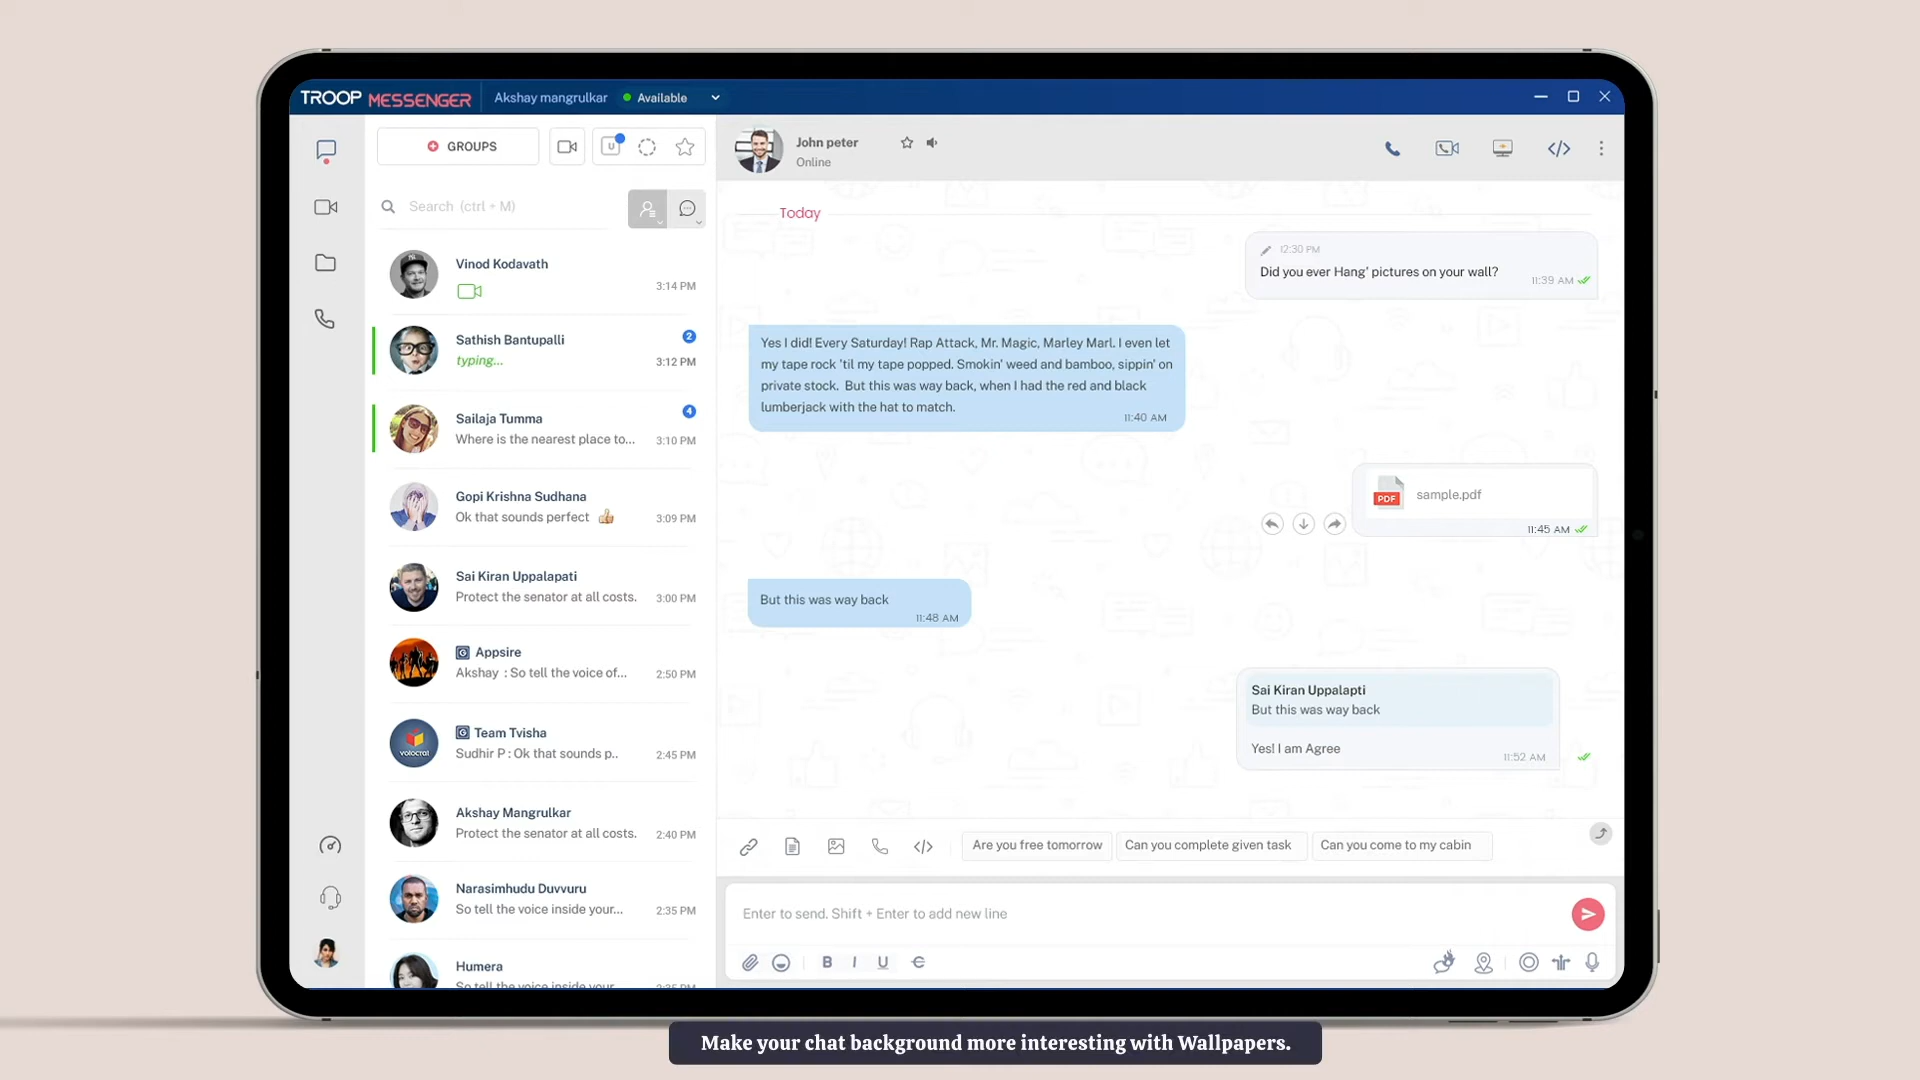 TROOP MESSENGER
Akshay mangrulkar
Available
GROUPS
U
Search (ctrl + M)
Vinod Kodavath
3:14 PM
Sathish Bantupalli
2
typing...
3:12 PM
Sailaja Tumma
4
Where is the nearest place to...
3:10 PM
Gopi Krishna Sudhana
Ok that sounds perfect
3:09 PM
Sai Kiran Uppalapati
Protect the senator at all costs.
3:00 PM
G Appsire
Akshay : So tell the voice of...
2:50 PM
G Team Tvisha
Sudhir P : Ok that sounds p..
2:45 PM
volocrat
Akshay Mangrulkar
Protect the senator at all costs.
2:40 PM
Narasimhudu Duvvuru
So tell the voice inside your...
2:35 PM
Humera
So tell the voice inside your
2:35 PM
John peter
Online
Today
12:30 PM
Did you ever Hang' pictures on your wall?
11:39 AM
Yes I did! Every Saturday! Rap Attack, Mr. Magic, Marley Marl. I even let
my tape rock 'til my tape popped. Smokin' weed and bamboo, sippin' on
private stock. But this was way back, when I had the red and black
lumberjack with the hat to match.
11:40 AM
PDF
sample.pdf
11:45 AM
But this was way back
11:48 AM
Sai Kiran Uppalapti
But this was way back
Yes! I am Agree
11:52 AM
Are you free tomorrow
Can you complete given task
Can you come to my cabin
Enter to send. Shift + Enter to add new line
B I U
Make your chat background more interesting with Wallpapers.